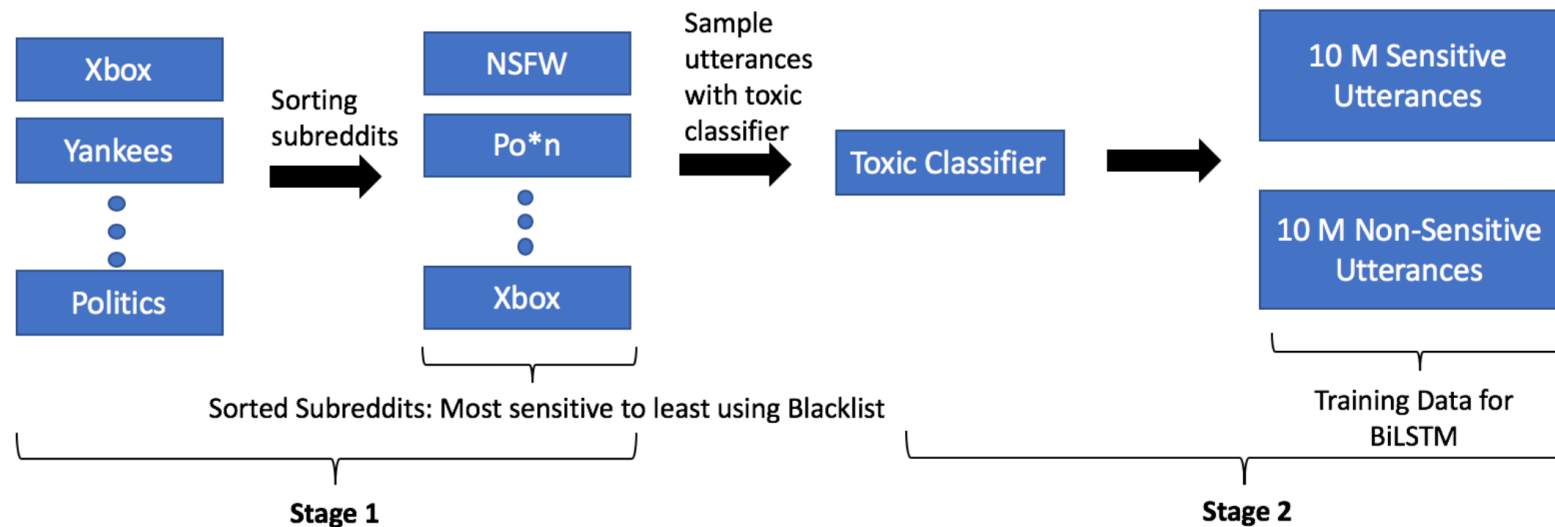 Xbox
Yankees
Politics
Sorting
subreddits
NSFW
Po*n
Xbox
Sample
utterances
with toxic
classifier
Toxic Classifier
10 M Sensitive
Utterances
10 M Non-Sensitive
Utterances
Sorted Subreddits: Most sensitive to least using Blacklist
Training Data for
BiLSTM
Stage 1
Stage 2